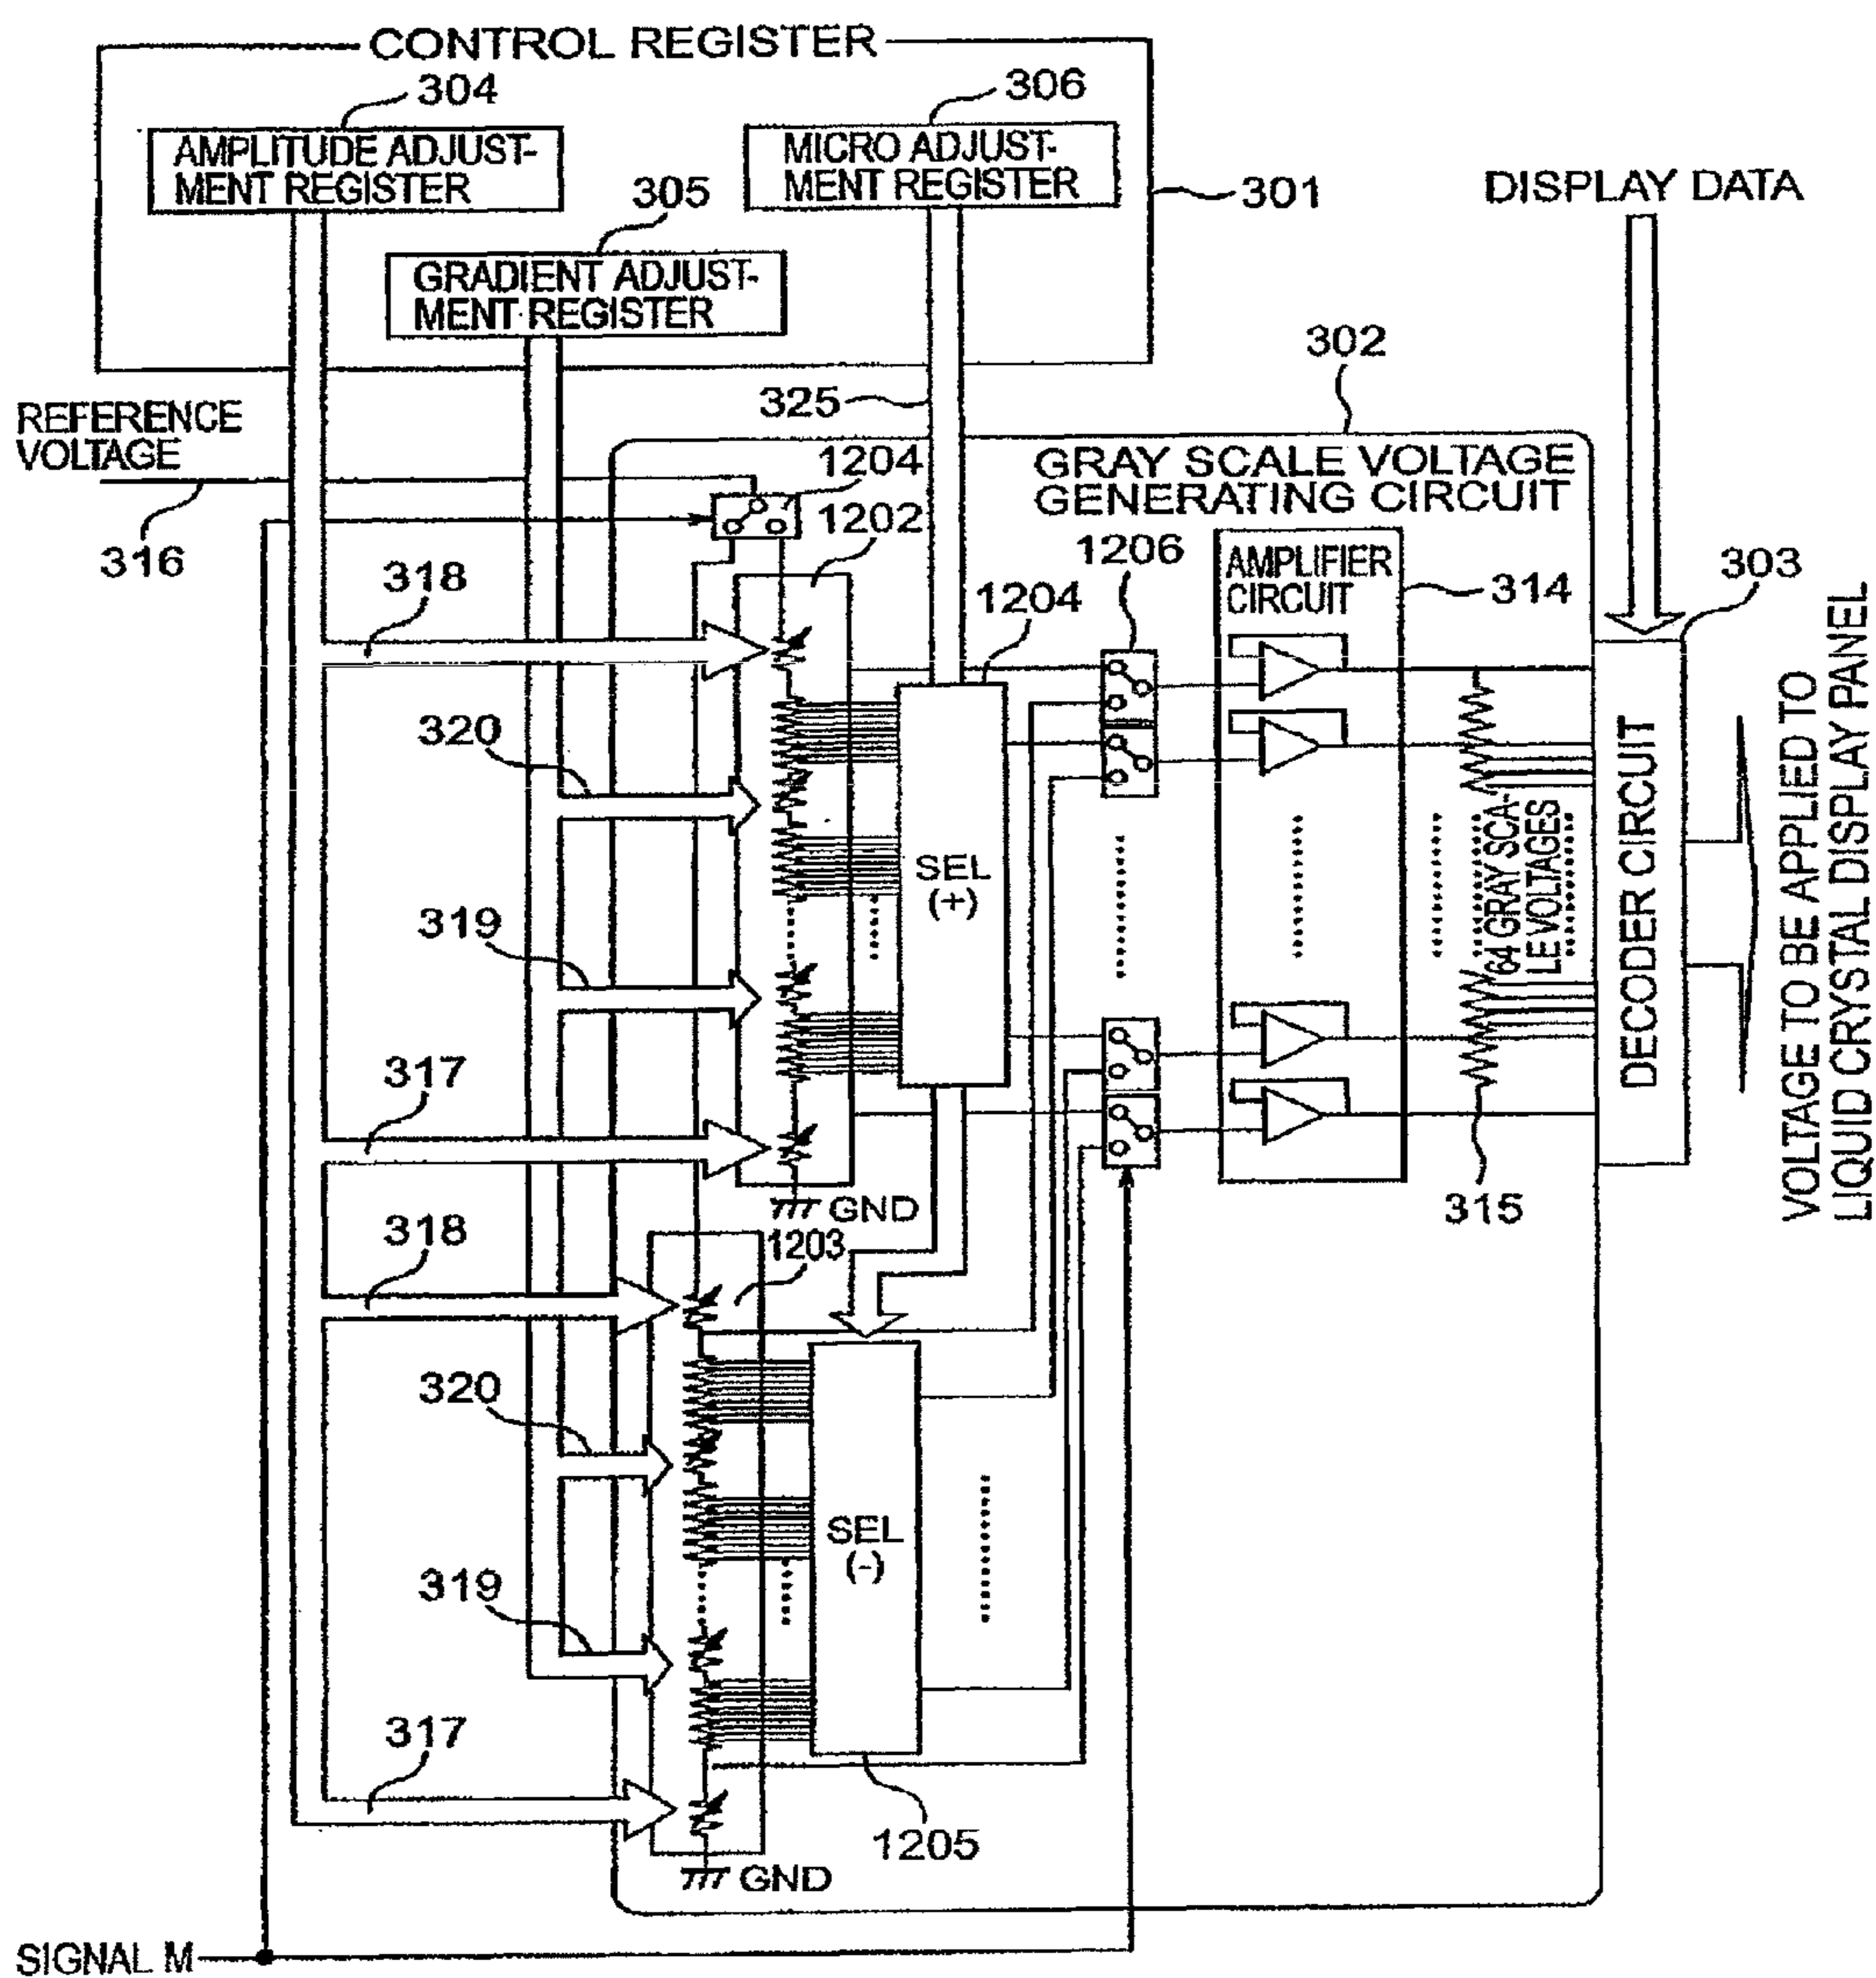 CONTROL REGISTER
304
306
AMPLITUDE ADJUST-
MENT REGISTER
MICRO ADJUST-
MENT REGISTER
305
301
DISPLAY DATA
GRADIENT ADJUST-
MENT REGISTER
302
325
REFERENCE
VOLTAGE
316
1204
1202
GRAY SCALE VOLTAGE
GENERATING CIRCUIT
318
1204
1206
AMPLIFIER
CIRCUIT
314
303
320
SEL
(+)
64 GRAY SCA-
LE VOLTAGES
DECODER CIRCUIT
VOLTAGE TO BE APPLIED TO
LIQUID CRYSTAL DISPLAY PANEL
319
317
GND
315
318
1203
320
SEL
(-)
319
317
1205
GND
SIGNAL M